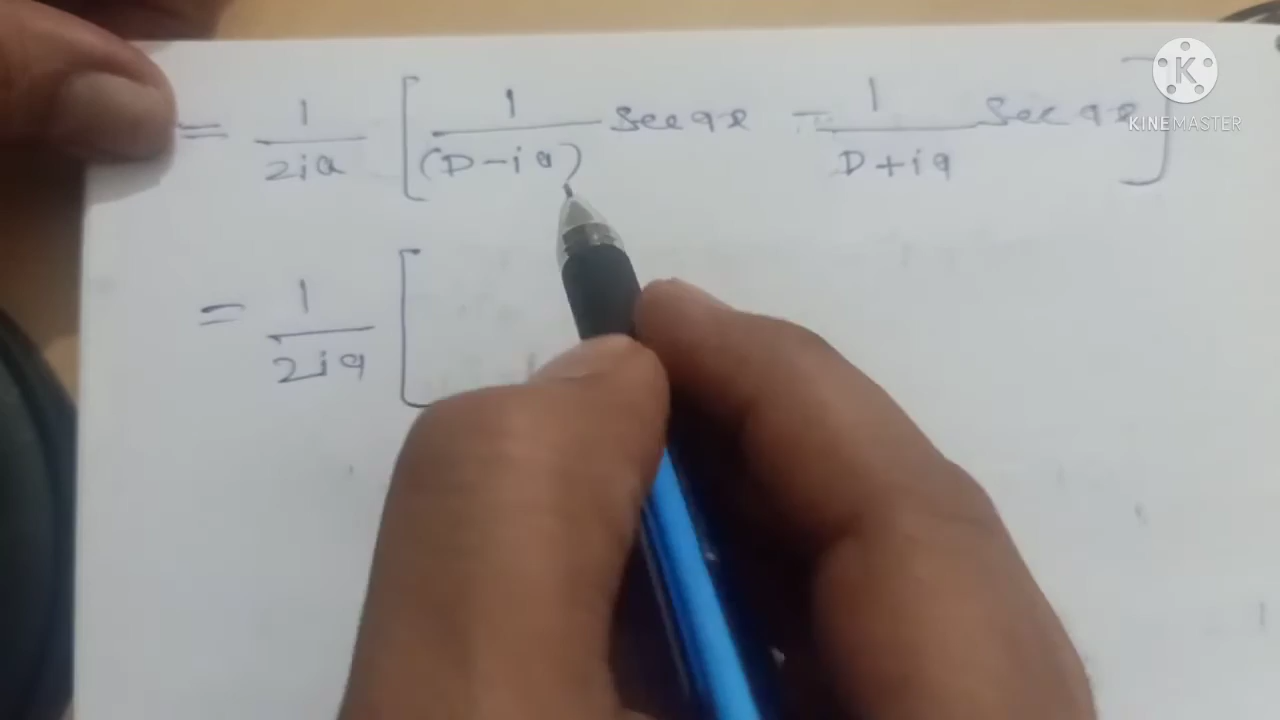 = 1/2ia [ 1/(D-ia) Sec ax - 1/D+ia Sec ax ]
KINEMASTER
= 1/2ia [